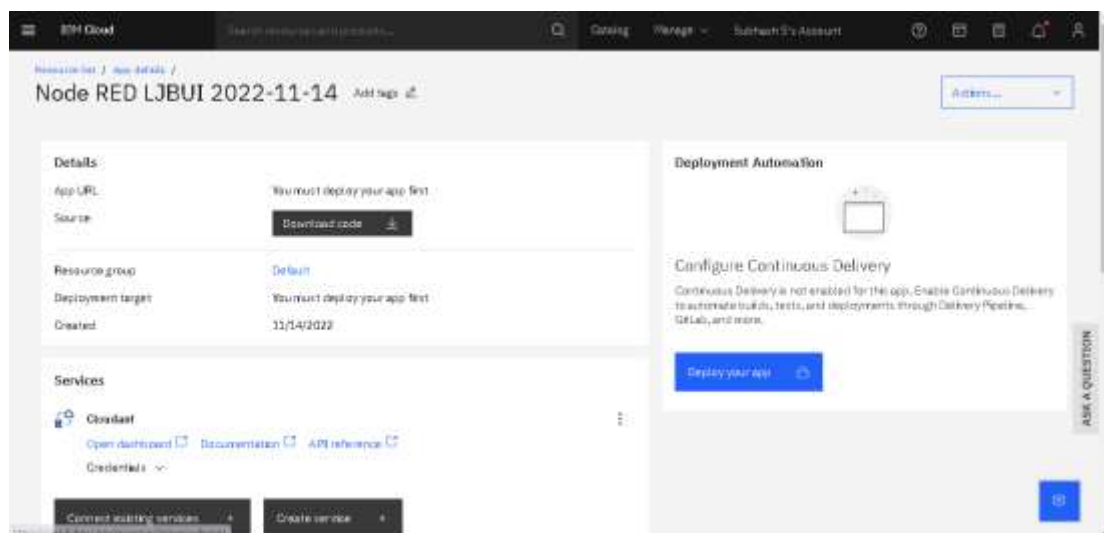 IBM Cloud
Catalog
Manage
Subhash S's Account
Resource list / App details /
Node RED LJBUI 2022-11-14
Add tags
Actions...
Details
App URL
You must deploy your app first
Source
Download code
Resource group
Default
Deployment target
You must deploy your app first
Created
11/14/2022
Services
Cloudant
Open dashboard
Documentation
API reference
Credentials
Connect existing services +
Create service +
Deployment Automation
Configure Continuous Delivery
Continuous Delivery is not enabled for this app. Enable Continuous Delivery
to automate builds, tests, and deployments through Delivery Pipeline,
GitLab, and more.
Deploy your app
ASK A QUESTION